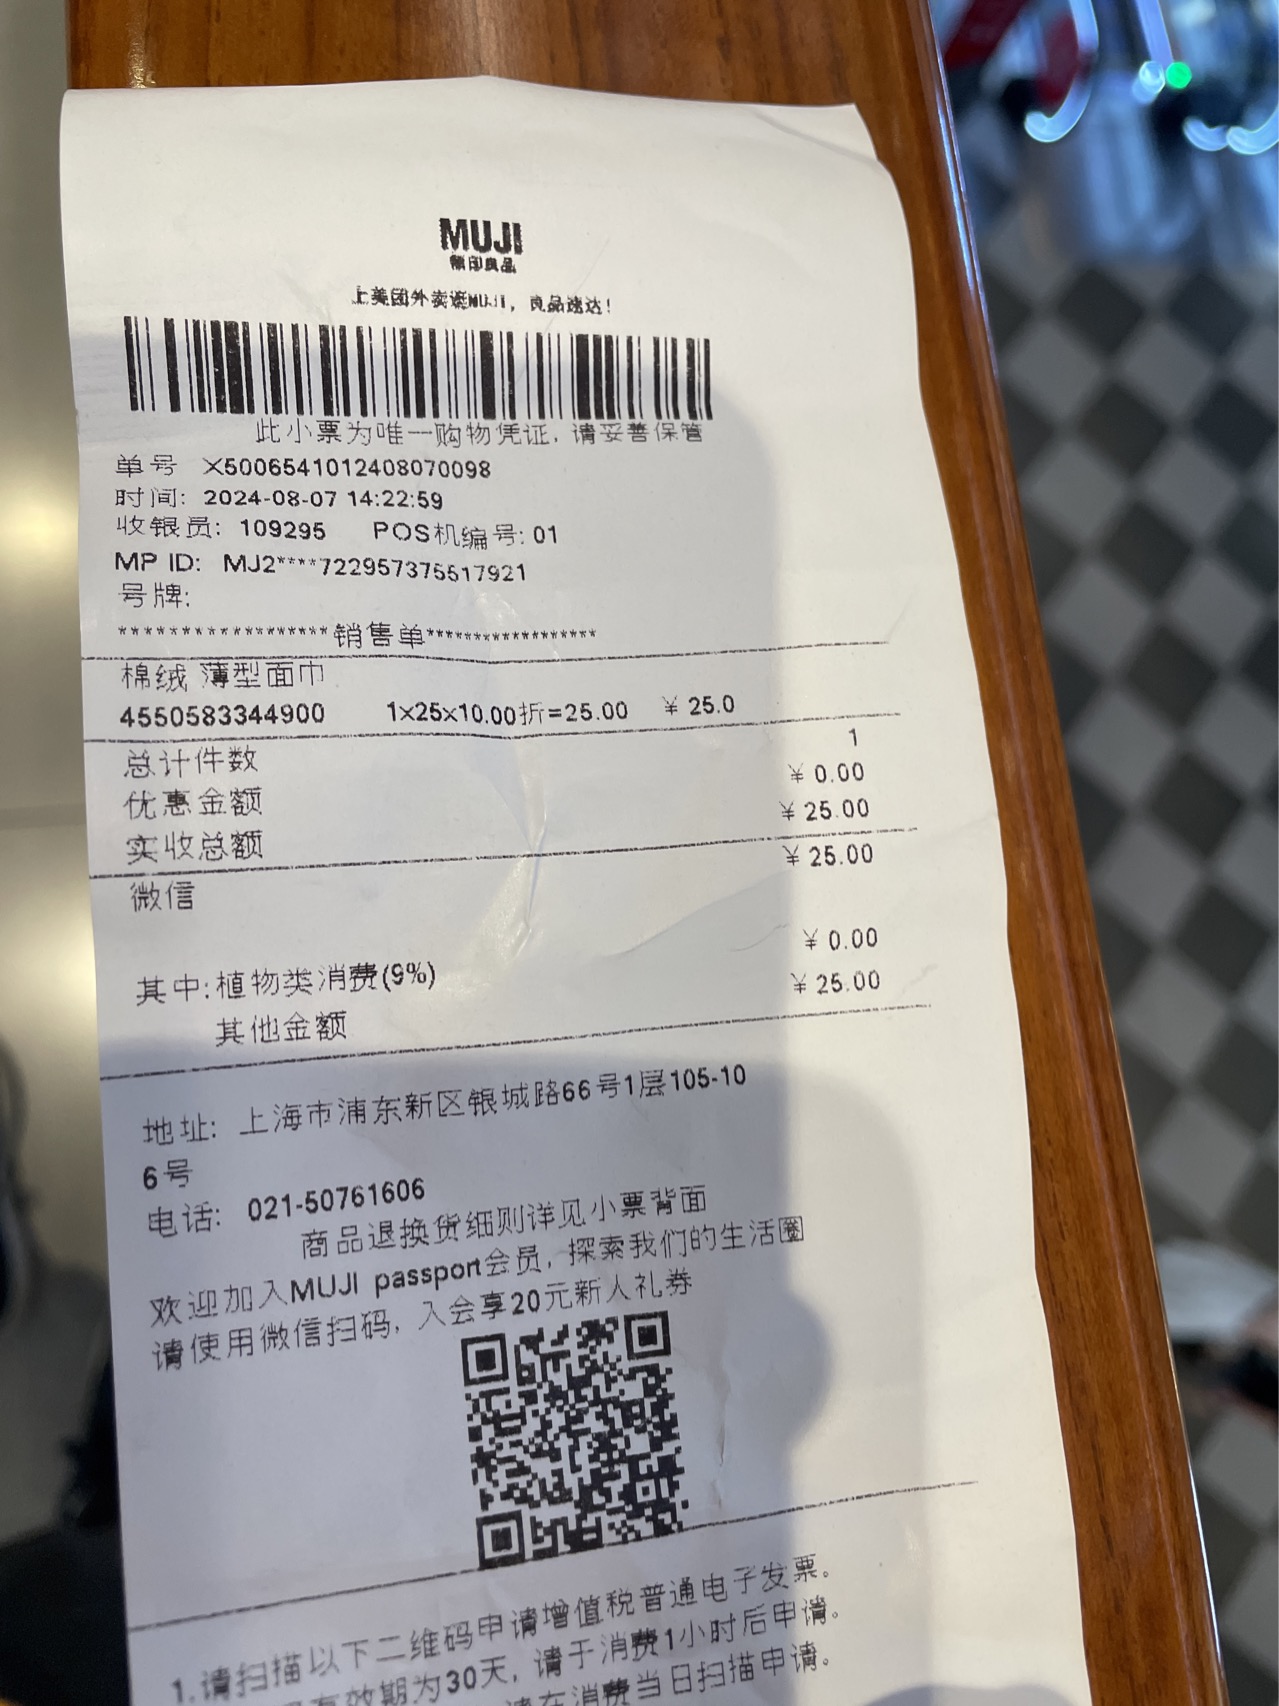 MUJI
無印良品
上美团外卖逛MUJI，良品速达！
此小票为唯一购物凭证，请妥善保管
单号 X5006541012408070098
时间: 2024-08-07 14:22:59
收银员: 109295 POS机编号: 01
MP ID: MJ2****722957375517921
号牌:
******************销售单*****************
棉绒 薄型面巾
4550583344900 1x25x10.00折=25.00 ¥ 25.0
总计件数 1
优惠金额 ¥ 0.00
实收总额 ¥ 25.00
微信 ¥ 25.00
其中:植物类消费(9%) ¥ 0.00
其他金额 ¥ 25.00
地址: 上海市浦东新区银城路66号1层105-10
6号
电话: 021-50761606
商品退换货细则详见小票背面
欢迎加入MUJI passport会员，探索我们的生活圈
请使用微信扫码，入会享20元新人礼券
1.请扫描以下二维码申请增值税普通电子发票。
有效期为30天，请于消费1小时后申请。
请在消费当日扫描申请。